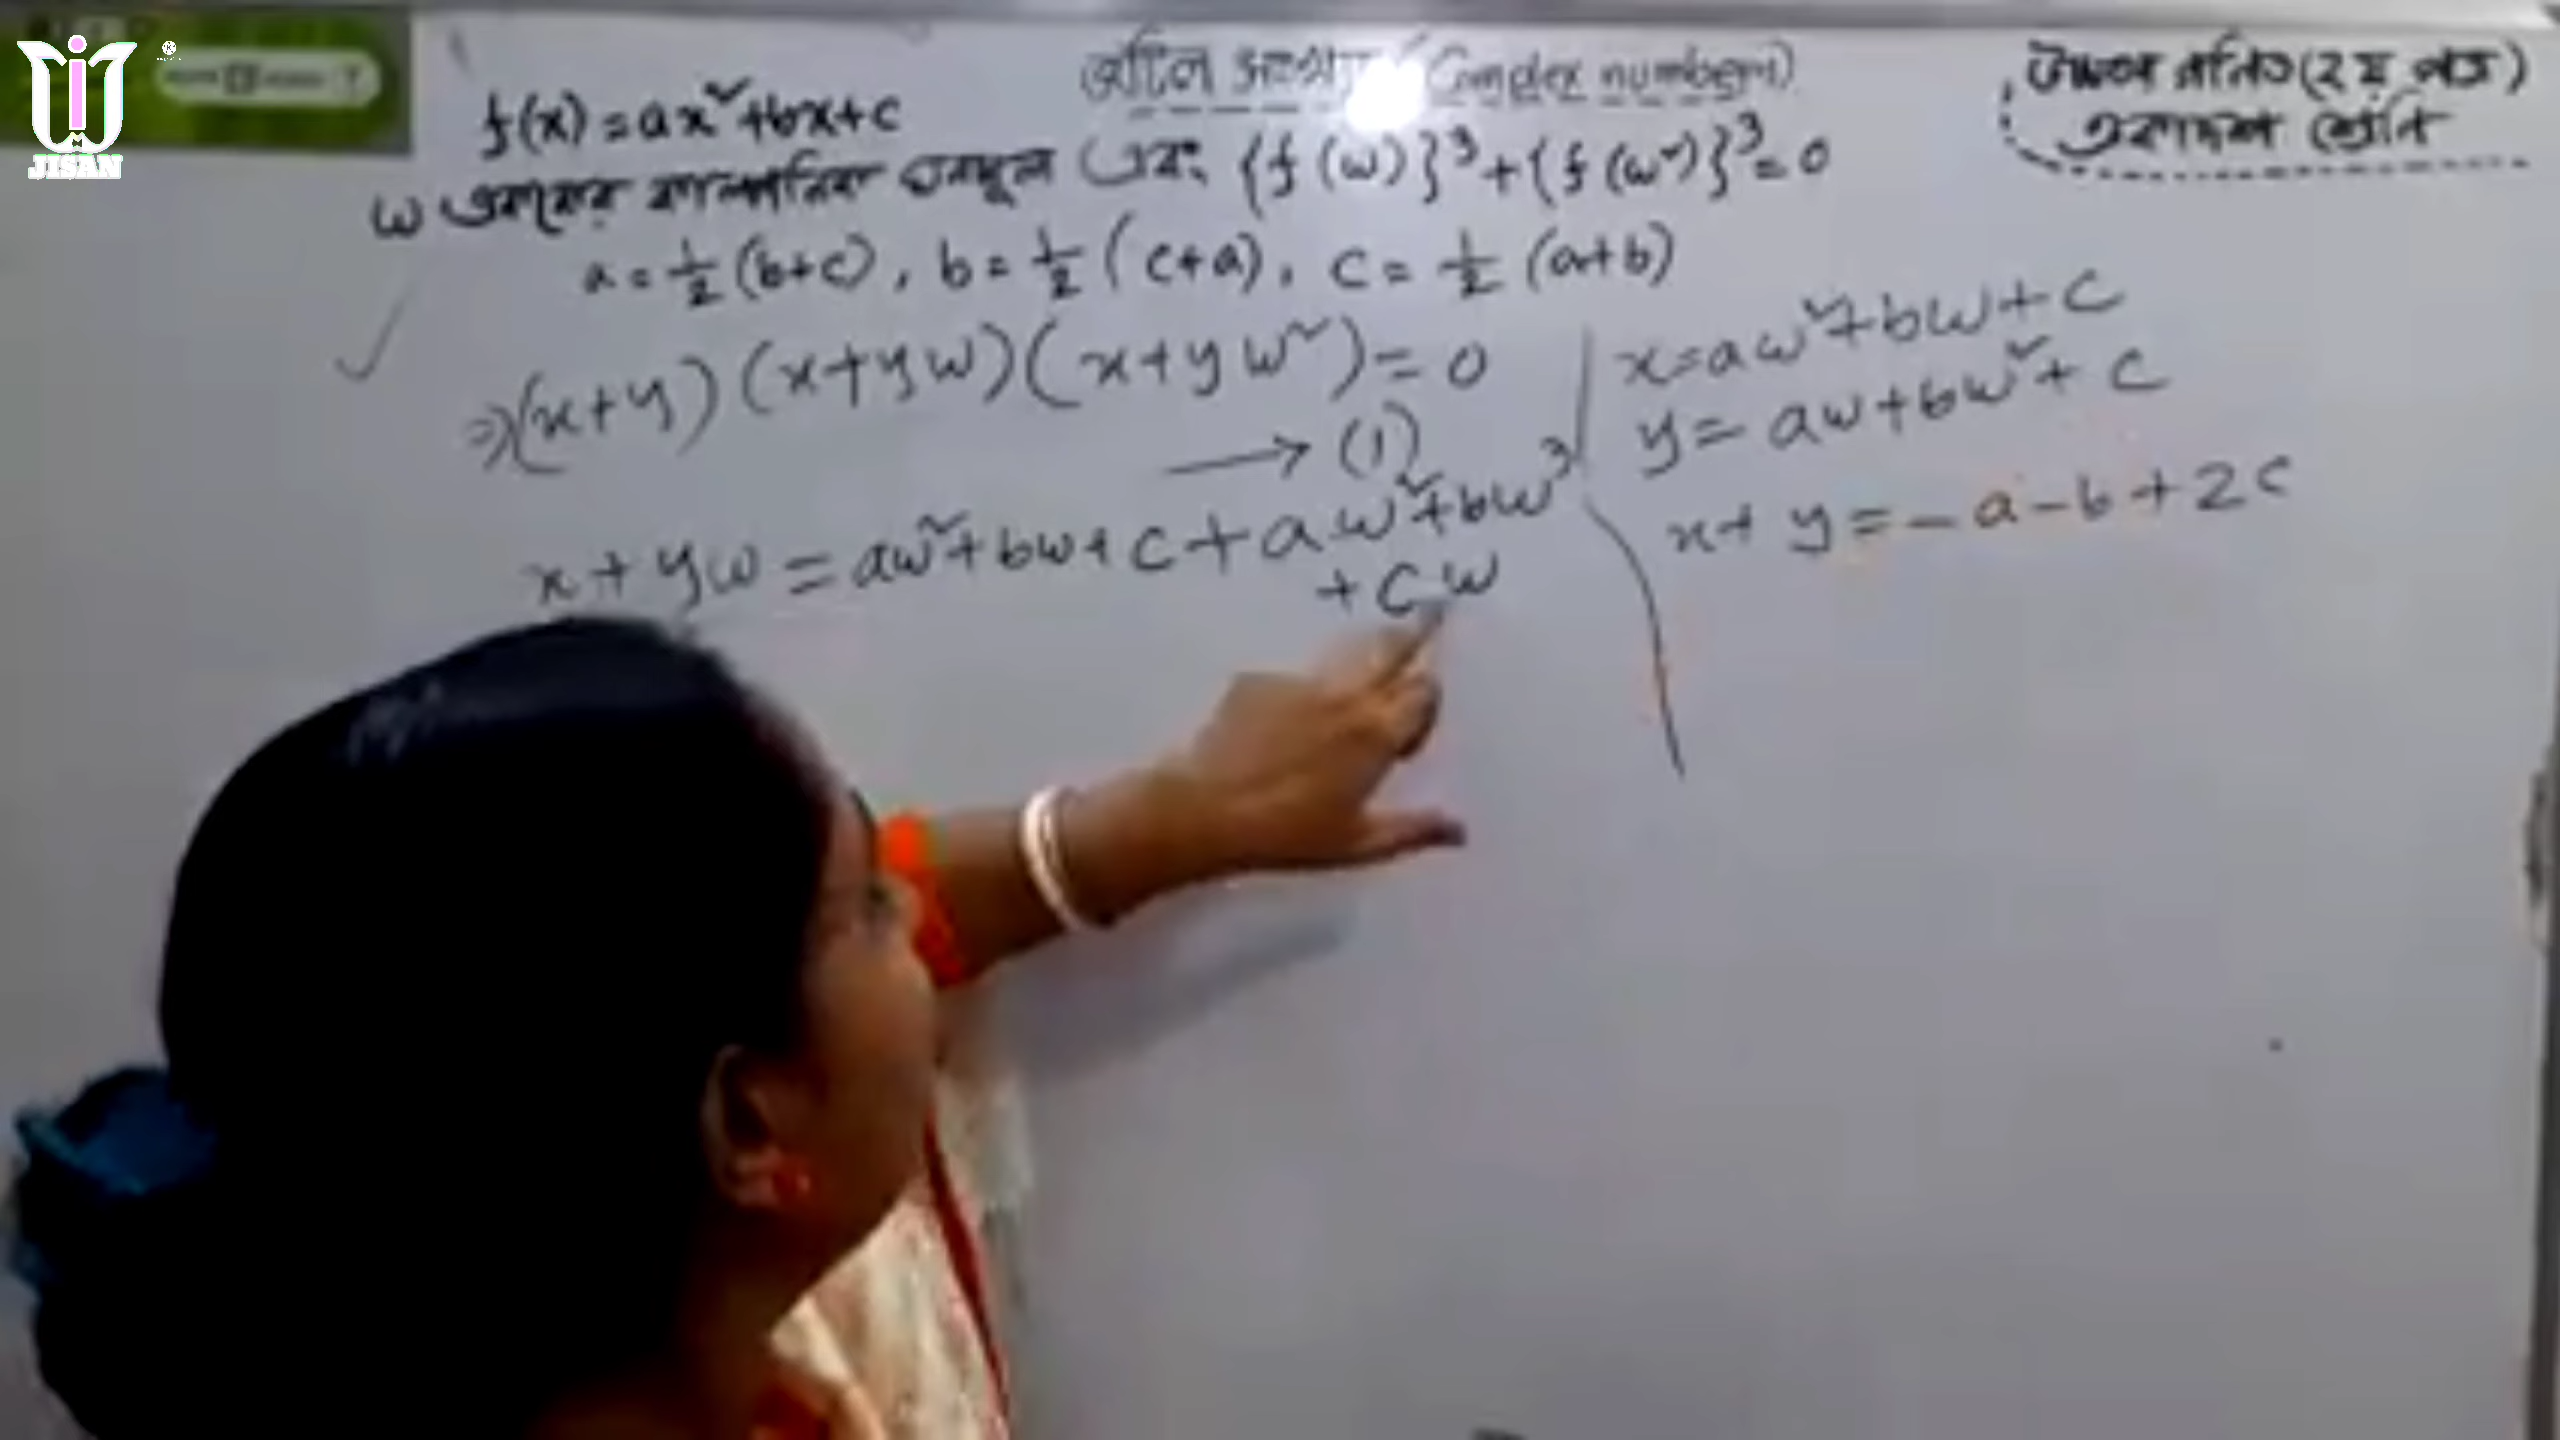 JISAN
জটিল সংখ্যা (Complex numbers)
উচ্চতর গণিত (২য় পত্র)
একাদশ শ্রেণি
f(x) = ax²+bx+c
ω এককের কাল্পনিক ঘনমূল এবং {f(ω)}³+{f(ω²)}³=0
a = 1/2 (b+c), b = 1/2 (c+a), c = 1/2 (a+b)
⇒(x+y)(x+yω)(x+yω²)=0
→ (1)
x+yω = aω²+bω+c+aω²+bω³
+cω
x=aω²+bω+c
y=aω+bω²+c
x+y=-a-b+2c